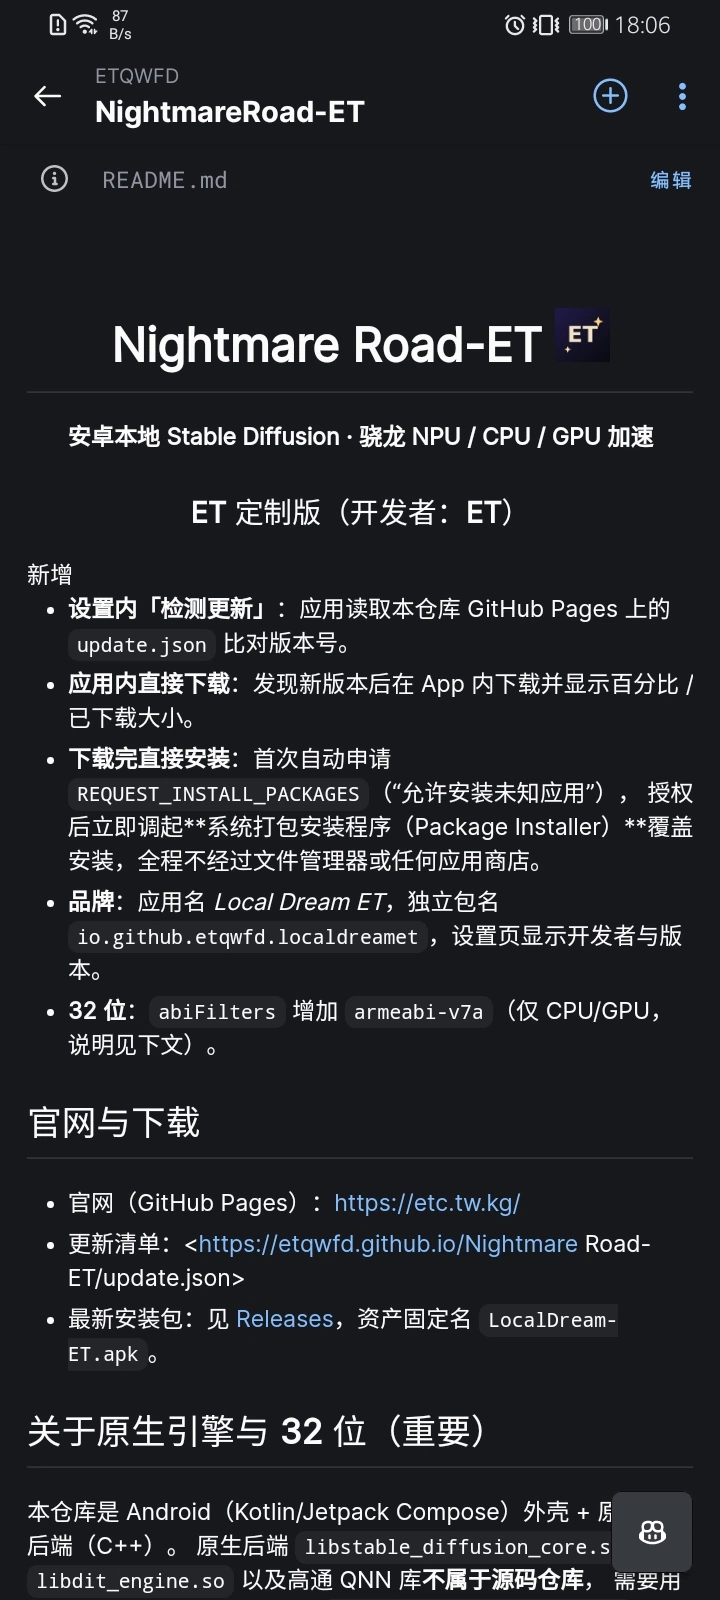 87
B/s
100
18:06
ETQWFD
NightmareRoad-ET
README.md
编辑
Nightmare Road-ET
ET
安卓本地 Stable Diffusion · 骁龙 NPU / CPU / GPU 加速
ET 定制版（开发者：ET）
新增
• 设置内「检测更新」：应用读取本仓库 GitHub Pages 上的
update.json 比对版本号。
• 应用内直接下载：发现新版本后在 App 内下载并显示百分比 /
已下载大小。
• 下载完直接安装：首次自动申请
REQUEST_INSTALL_PACKAGES（“允许安装未知应用”），授权
后立即调起**系统打包安装程序（Package Installer）**覆盖
安装，全程不经过文件管理器或任何应用商店。
• 品牌：应用名 Local Dream ET，独立包名
io.github.etqwfd.localdreamet，设置页显示开发者与版
本。
• 32 位：abiFilters 增加 armeabi-v7a（仅 CPU/GPU，
说明见下文）。
官网与下载
• 官网（GitHub Pages）：https://etc.tw.kg/
• 更新清单：<https://etqwfd.github.io/Nightmare Road-
ET/update.json>
• 最新安装包：见 Releases，资产固定名 LocalDream-
ET.apk。
关于原生引擎与 32 位（重要）
本仓库是 Android（Kotlin/Jetpack Compose）外壳 +
后端（C++）。原生后端 libstable_diffusion_core.s
libdit_engine.so 以及高通 QNN 库不属于源码仓库，需要用